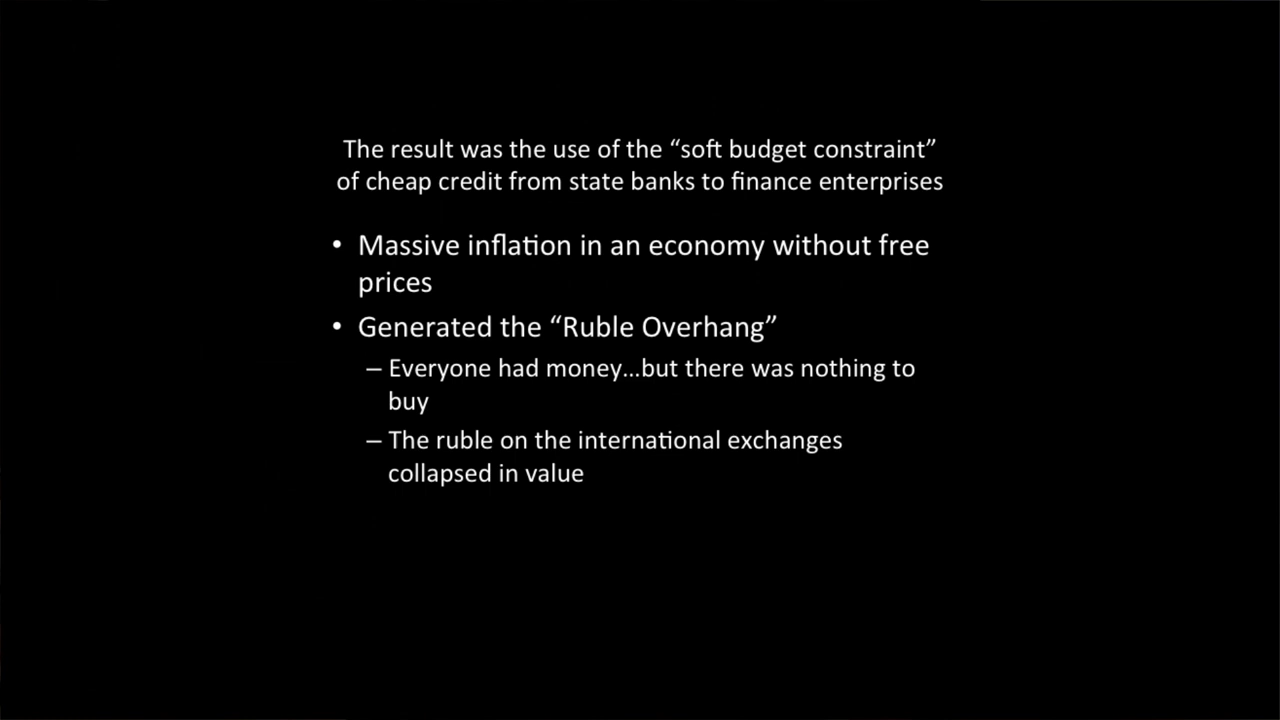 The result was the use of the “soft budget constraint”
of cheap credit from state banks to finance enterprises
• Massive inflation in an economy without free
prices
• Generated the “Ruble Overhang”
– Everyone had money…but there was nothing to
buy
– The ruble on the international exchanges
collapsed in value